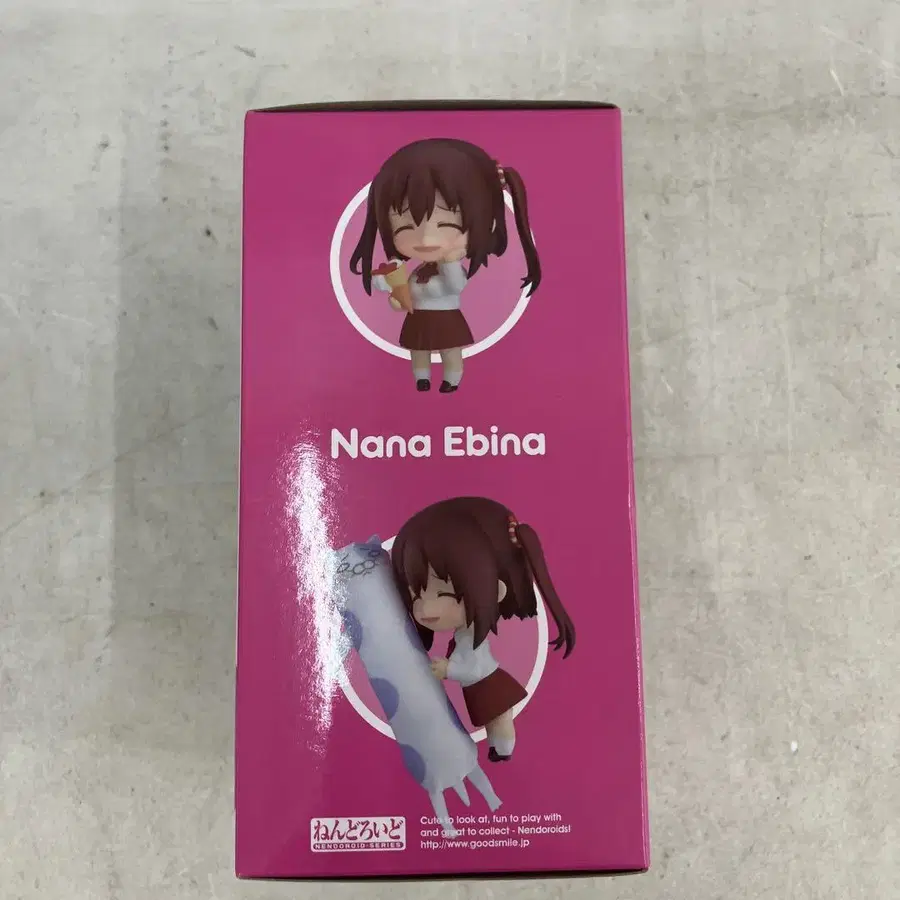 Nana Ebina
ねんどろいど
NENDOROID-SERIES
Cute to look at, fun to play with
and great to collect - Nendoroids!
http://www.goodsmile.jp